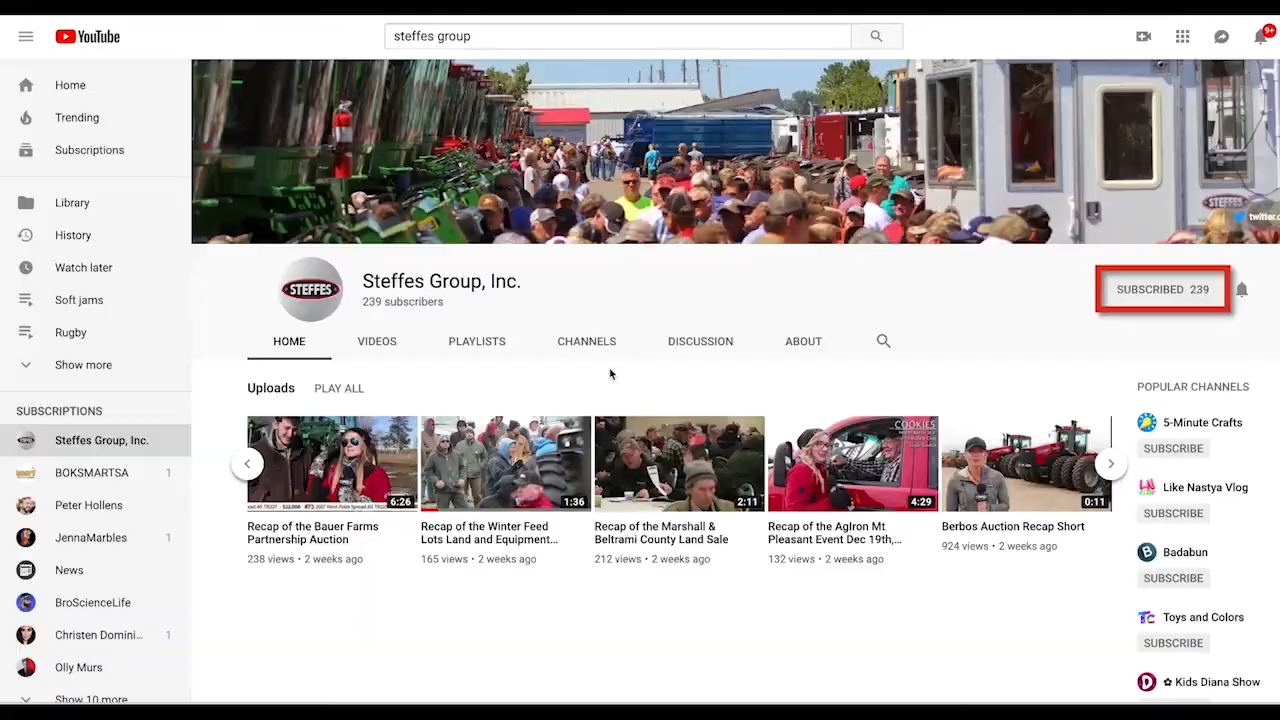 YouTube
steffes group
9+
Home
Trending
Subscriptions
Library
History
Watch later
Soft jams
Rugby
Show more
SUBSCRIPTIONS
Steffes Group, Inc.
BOKSMARTSA 1
Peter Hollens
JennaMarbles 1
News
BroScienceLife
Christen Domini... 1
Olly Murs
Show 10 more
STEFFES
twitter.c
STEFFES
Steffes Group, Inc.
239 subscribers
SUBSCRIBED 239
HOME VIDEOS PLAYLISTS CHANNELS DISCUSSION ABOUT
Uploads PLAY ALL
6:26
1:36
2:11
COOKIES
4:29
0:11
Recap of the Bauer Farms
Partnership Auction
238 views • 2 weeks ago
Recap of the Winter Feed
Lots Land and Equipment...
165 views • 2 weeks ago
Recap of the Marshall &
Beltrami County Land Sale
212 views • 2 weeks ago
Recap of the AgIron Mt
Pleasant Event Dec 19th,...
132 views • 2 weeks ago
Berbos Auction Recap Short
924 views • 2 weeks ago
POPULAR CHANNELS
5-Minute Crafts
SUBSCRIBE
Like Nastya Vlog
SUBSCRIBE
Badabun
SUBSCRIBE
Toys and Colors
SUBSCRIBE
✿ Kids Diana Show